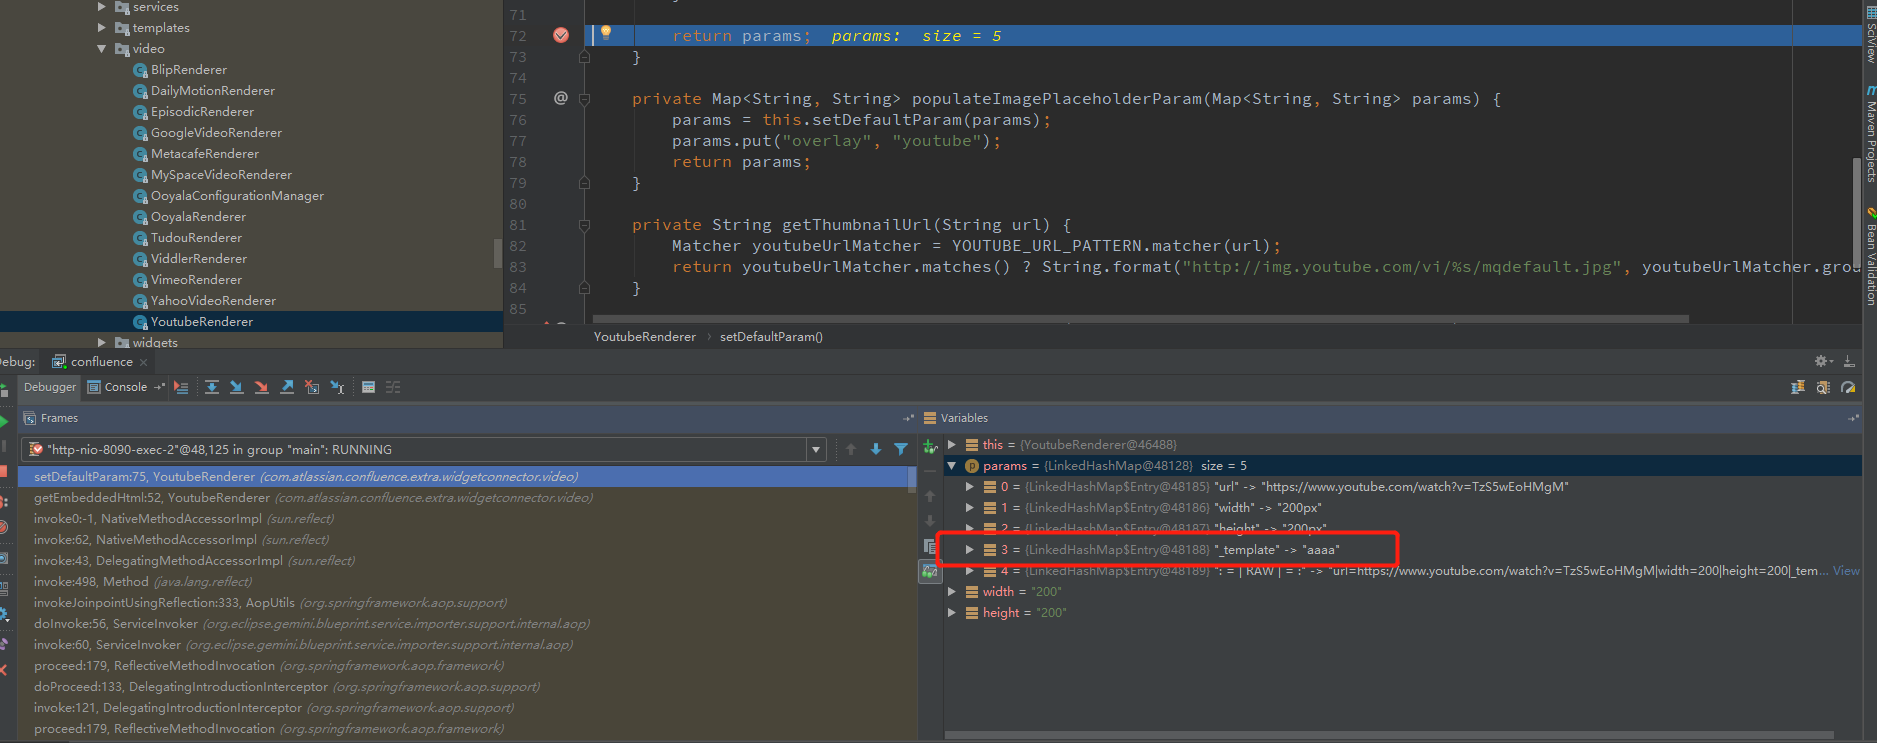 services
templates
video
BlipRenderer
DailyMotionRenderer
EpisodicRenderer
GoogleVideoRenderer
MetacafeRenderer
MySpaceVideoRenderer
OoyalaConfigurationManager
OoyalaRenderer
TudouRenderer
ViddlerRenderer
VimeoRenderer
YahooVideoRenderer
YoutubeRenderer
widgets
71
72 return params; params: size = 5
73 }
74
75 @ private Map<String, String> populateImagePlaceholderParam(Map<String, String> params) {
76 params = this.setDefaultParam(params);
77 params.put("overlay", "youtube");
78 return params;
79 }
80
81 private String getThumbnailUrl(String url) {
82 Matcher youtubeUrlMatcher = YOUTUBE_URL_PATTERN.matcher(url);
83 return youtubeUrlMatcher.matches() ? String.format("http://img.youtube.com/vi/%s/mqdefault.jpg", youtubeUrlMatcher.grou
84 }
85
YoutubeRenderer › setDefaultParam()
SciView
Maven Projects
Bean Validation
ebug: confluence
Debugger Console
Frames
"http-nio-8090-exec-2"@48,125 in group "main": RUNNING
setDefaultParam:75, YoutubeRenderer (com.atlassian.confluence.extra.widgetconnector.video)
getEmbeddedHtml:52, YoutubeRenderer (com.atlassian.confluence.extra.widgetconnector.video)
invoke0:-1, NativeMethodAccessorImpl (sun.reflect)
invoke:62, NativeMethodAccessorImpl (sun.reflect)
invoke:43, DelegatingMethodAccessorImpl (sun.reflect)
invoke:498, Method (java.lang.reflect)
invokeJoinpointUsingReflection:333, AopUtils (org.springframework.aop.support)
doInvoke:56, ServiceInvoker (org.eclipse.gemini.blueprint.service.importer.support.internal.aop)
invoke:60, ServiceInvoker (org.eclipse.gemini.blueprint.service.importer.support.internal.aop)
proceed:179, ReflectiveMethodInvocation (org.springframework.aop.framework)
doProceed:133, DelegatingIntroductionInterceptor (org.springframework.aop.support)
invoke:121, DelegatingIntroductionInterceptor (org.springframework.aop.support)
proceed:179, ReflectiveMethodInvocation (org.springframework.aop.framework)
Variables
this = {YoutubeRenderer@46488}
params = {LinkedHashMap@48128} size = 5
0 = {LinkedHashMap$Entry@48185} "url" -> "https://www.youtube.com/watch?v=TzS5wEoHMgM"
1 = {LinkedHashMap$Entry@48186} "width" -> "200px"
2 = {LinkedHashMap$Entry@48187} "height" -> "200px"
3 = {LinkedHashMap$Entry@48188} "_template" -> "aaaa"
4 = {LinkedHashMap$Entry@48189} ": = | RAW | = :" -> "url=https://www.youtube.com/watch?v=TzS5wEoHMgM|width=200|height=200|_tem... View
width = "200"
height = "200"